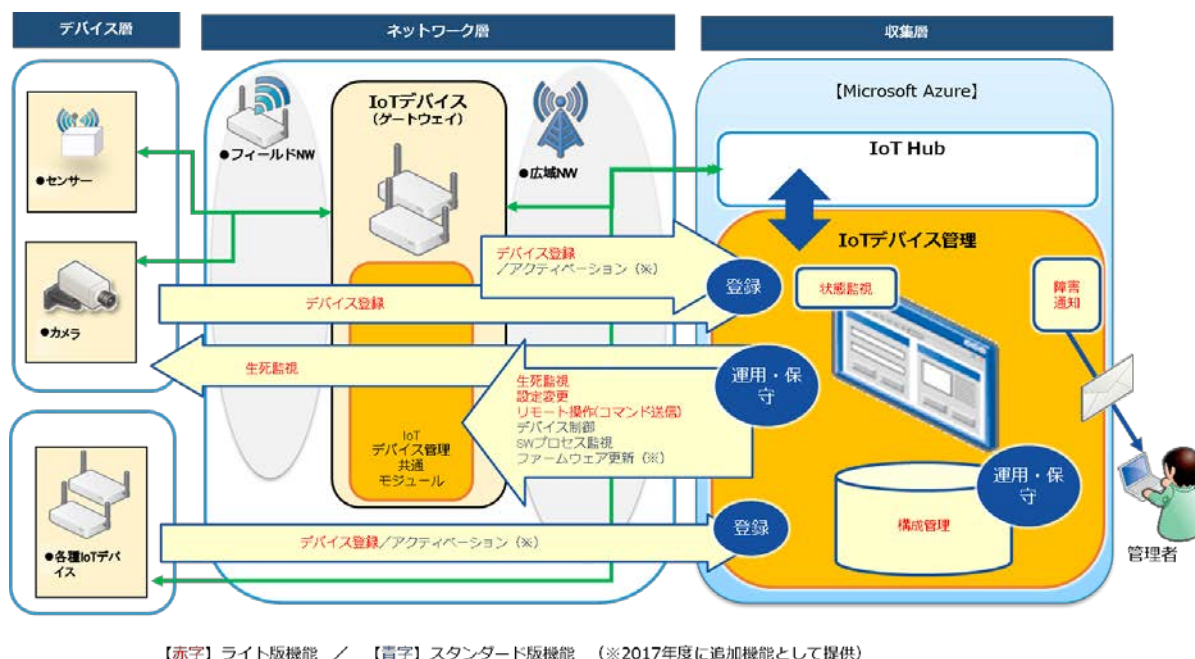 デバイス層
ネットワーク層
収集層
【Microsoft Azure】
IoTデバイス
(ゲートウェイ)
●フィールドNW
●広域NW
IoT Hub
●センサー
IoTデバイス管理
デバイス登録
／アクティベーション（※）
登録
状態監視
障害
通知
デバイス登録
●カメラ
生死監視
運用・保
守
生死監視
設定変更
リモート操作(コマンド送信)
デバイス制御
SWプロセス監視
ファームウェア更新（※）
IoT
デバイス管理
共通
モジュール
運用・保
守
構成管理
登録
デバイス登録／アクティベーション（※）
●各種IoTデバ
イス
管理者
【赤字】ライト版機能　／　【青字】スタンダード版機能　（※2017年度に追加機能として提供）